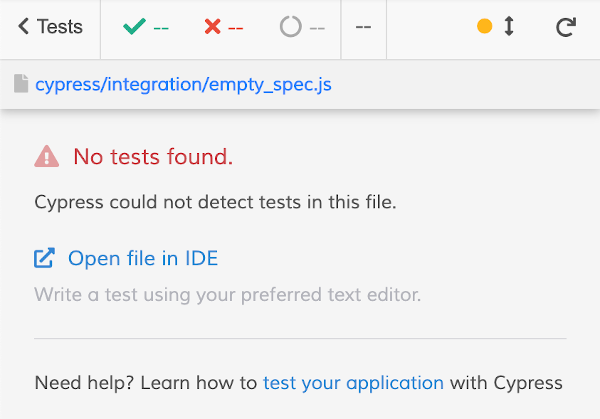 Tests -- -- -- --
cypress/integration/empty_spec.js
No tests found.
Cypress could not detect tests in this file.
Open file in IDE
Write a test using your preferred text editor.
Need help? Learn how to test your application with Cypress